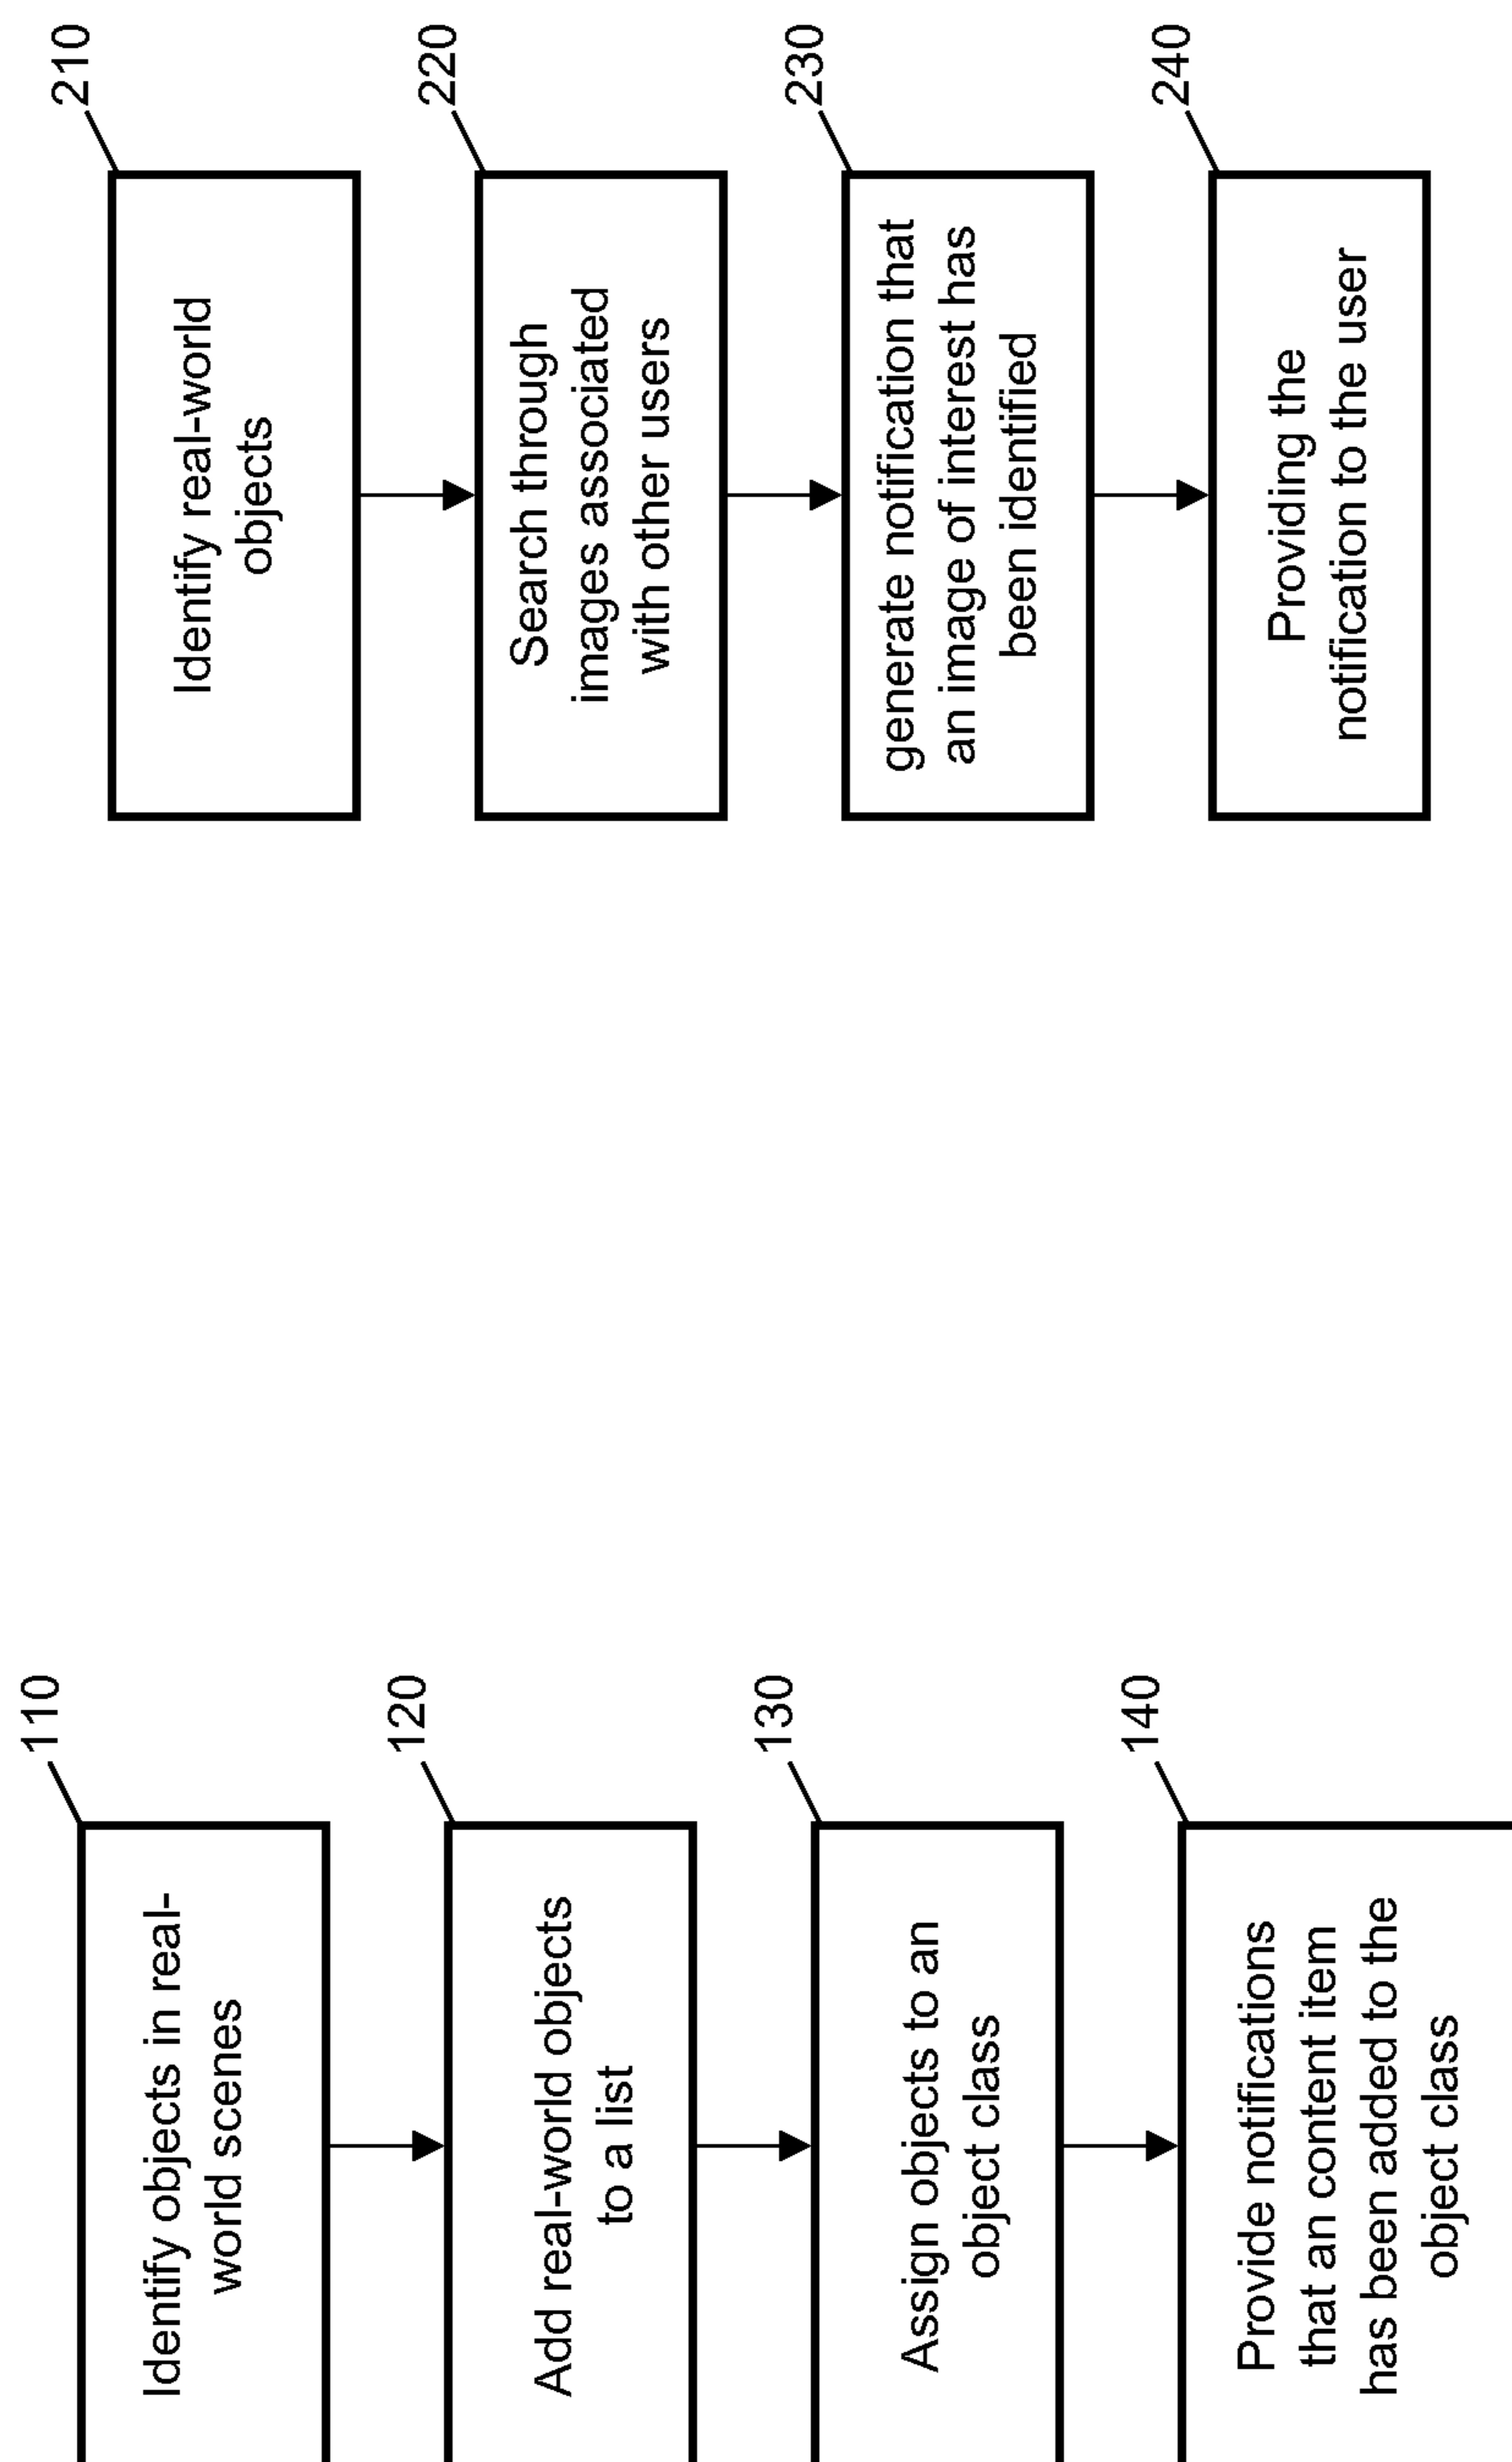 110
Identify objects in real-
world scenes
120
Add real-world objects
to a list
130
Assign objects to an
object class
140
Provide notifications
that an content item
has been added to the
object class
210
Identify real-world
objects
220
Search through
images associated
with other users
230
generate notification that
an image of interest has
been identified
240
Providing the
notification to the user